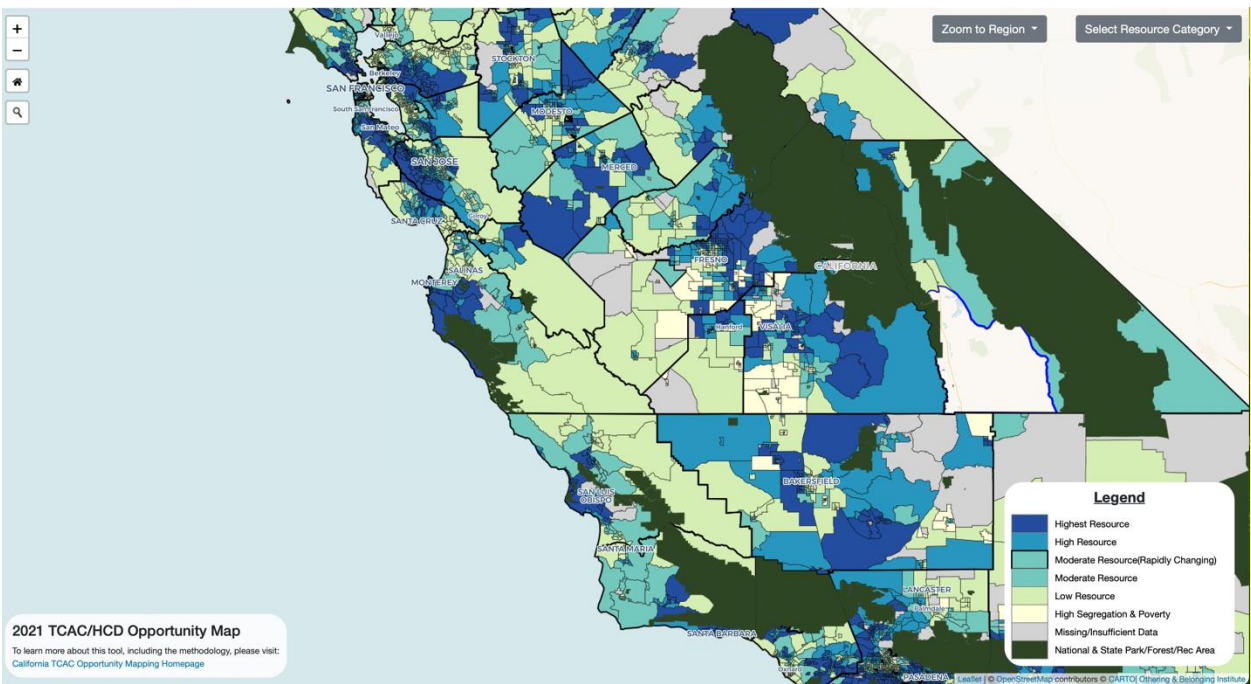 +
−
Zoom to Region
Select Resource Category
Vallejo
Berkeley
STOCKTON
SAN FRANCISCO
South San Francisco
San Mateo
MODESTO
SAN JOSE
MERCED
SANTA CRUZ
Gilroy
SALINAS
MONTEREY
FRESNO
CALIFORNIA
Hanford
VISALIA
BAKERSFIELD
SAN LUIS
OBISPO
SANTA MARIA
LANCASTER
Palmdale
SANTA BARBARA
Oxnard
PASADENA
Legend
Highest Resource
High Resource
Moderate Resource(Rapidly Changing)
Moderate Resource
Low Resource
High Segregation & Poverty
Missing/Insufficient Data
National & State Park/Forest/Rec Area
2021 TCAC/HCD Opportunity Map
To learn more about this tool, including the methodology, please visit:
California TCAC Opportunity Mapping Homepage
Leaflet | © OpenStreetMap contributors © CARTO| Othering & Belonging Institute